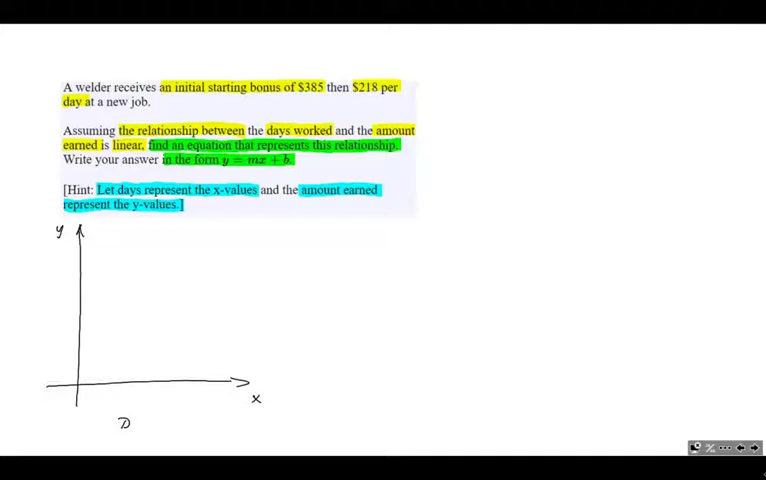 A welder receives an initial starting bonus of $385 then $218 per
day at a new job.
Assuming the relationship between the days worked and the amount
earned is linear, find an equation that represents this relationship.
Write your answer in the form y = mx + b.
[Hint: Let days represent the x-values and the amount earned
represent the y-values.]
y
x
D